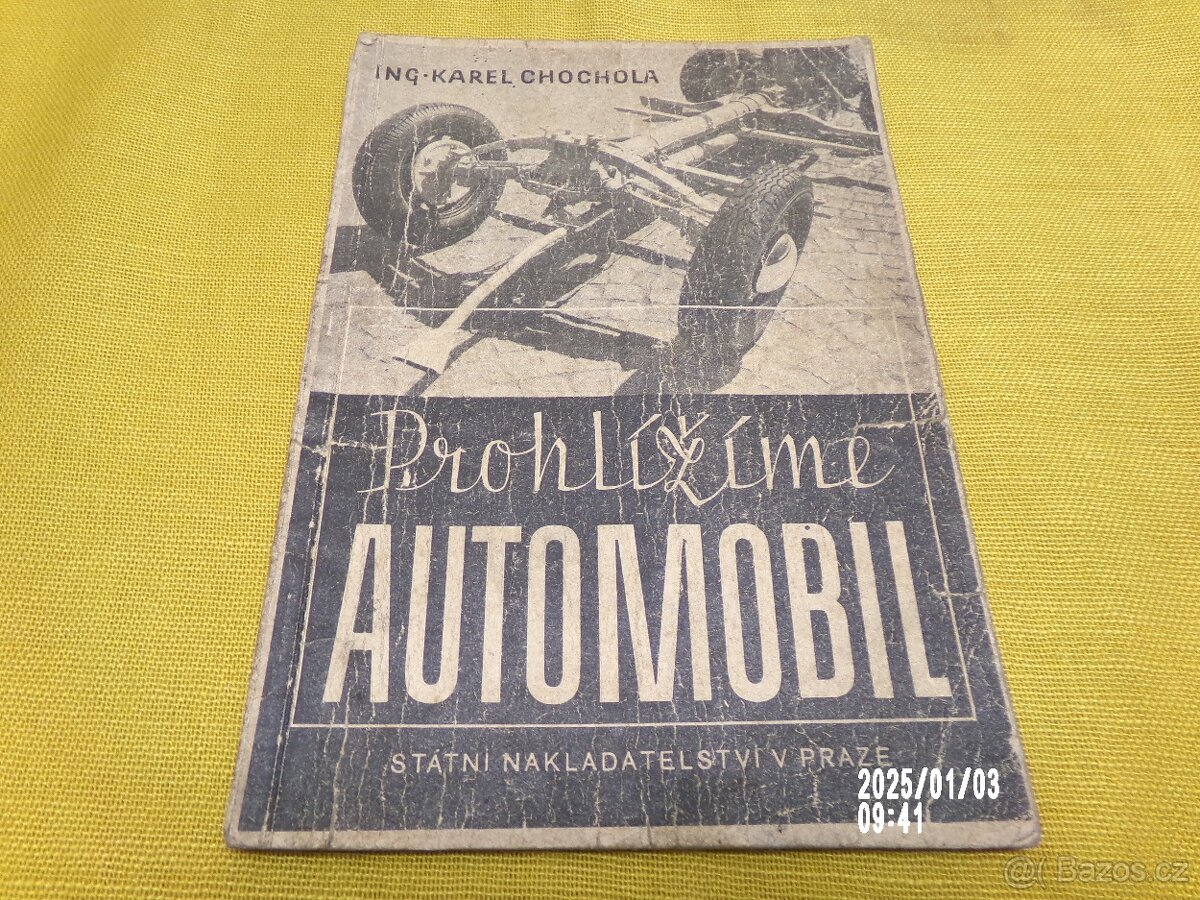 ING·KAREL CHOCHOLA
Prohlížíme
AUTOMOBIL
STÁTNÍ NAKLADATELSTVÍ V PRAZE
2025/01/03
09:41
Bazos.cz